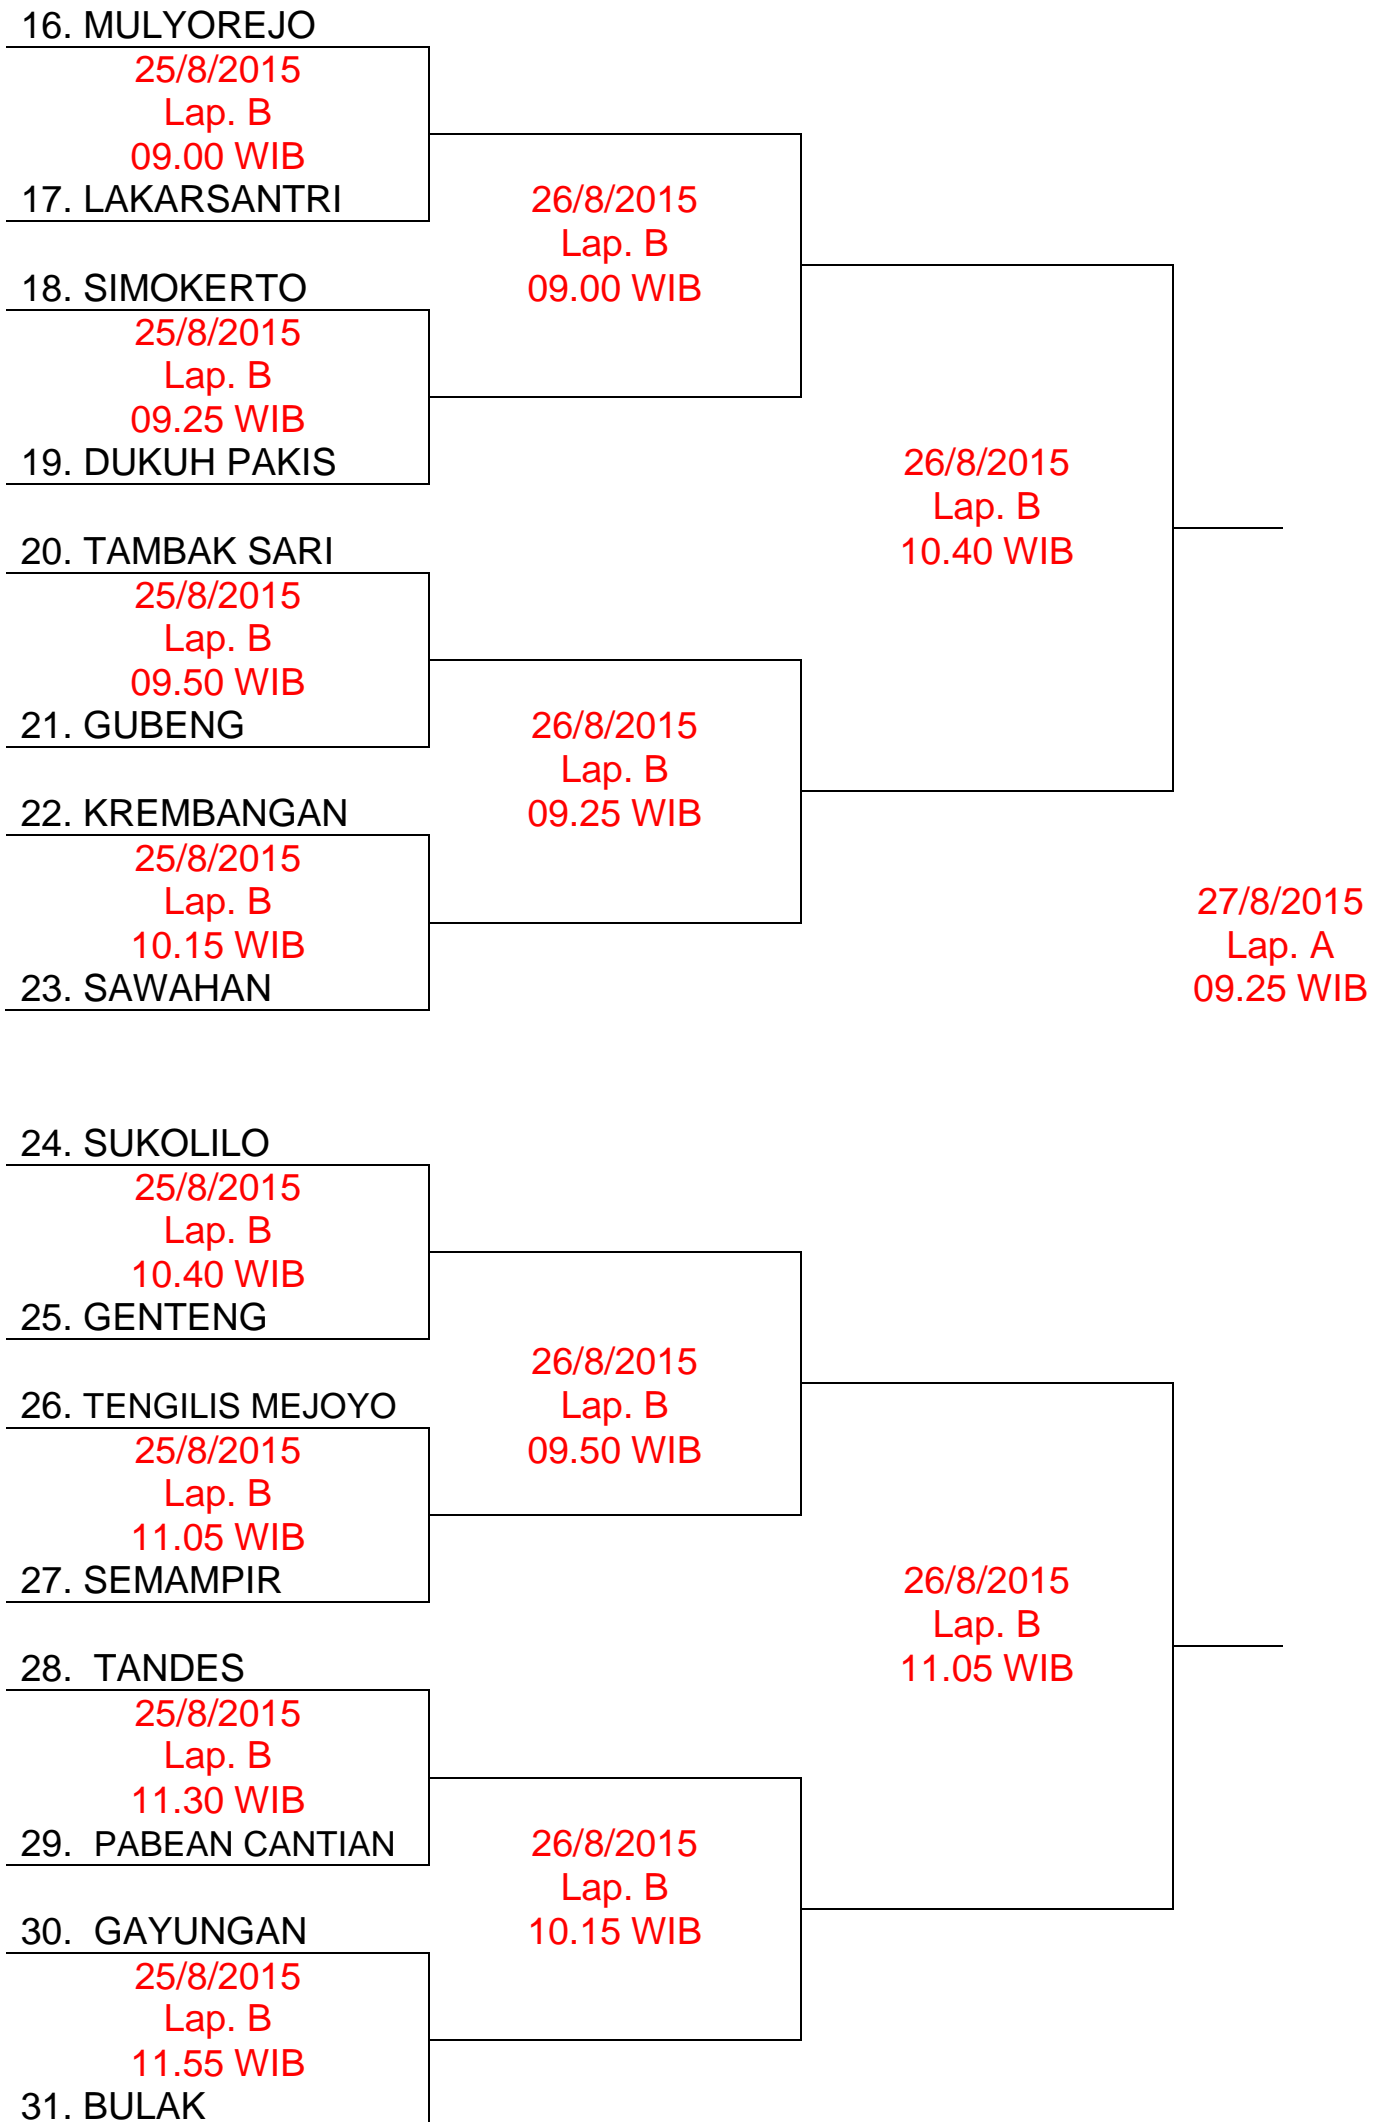 16. MULYOREJO
25/8/2015
Lap. B
09.00 WIB
17. LAKARSANTRI
26/8/2015
Lap. B
09.00 WIB
18. SIMOKERTO
25/8/2015
Lap. B
09.25 WIB
19. DUKUH PAKIS
26/8/2015
Lap. B
10.40 WIB
20. TAMBAK SARI
25/8/2015
Lap. B
09.50 WIB
21. GUBENG
26/8/2015
Lap. B
09.25 WIB
22. KREMBANGAN
25/8/2015
Lap. B
10.15 WIB
23. SAWAHAN
27/8/2015
Lap. A
09.25 WIB
24. SUKOLILO
25/8/2015
Lap. B
10.40 WIB
25. GENTENG
26/8/2015
Lap. B
09.50 WIB
26. TENGILIS MEJOYO
25/8/2015
Lap. B
11.05 WIB
27. SEMAMPIR
26/8/2015
Lap. B
11.05 WIB
28. TANDES
25/8/2015
Lap. B
11.30 WIB
29. PABEAN CANTIAN
26/8/2015
Lap. B
10.15 WIB
30. GAYUNGAN
25/8/2015
Lap. B
11.55 WIB
31. BULAK